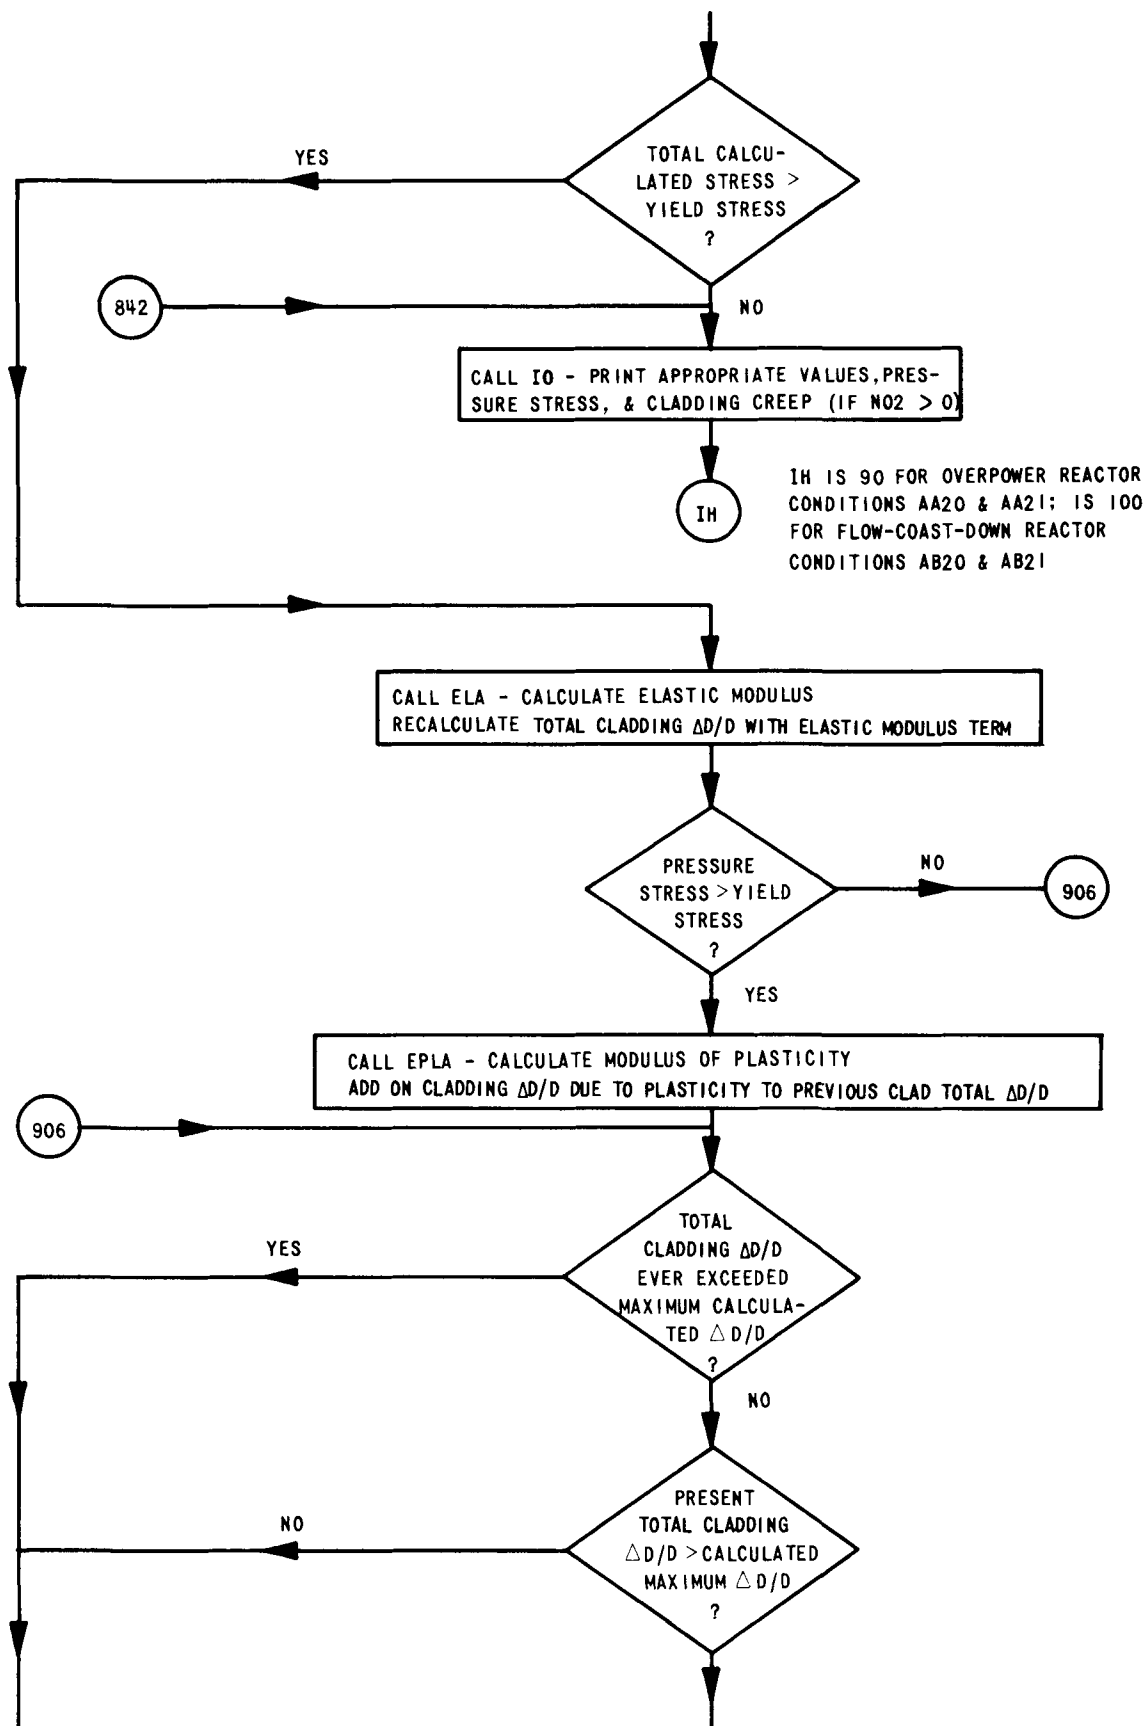 TOTAL CALCU-
LATED STRESS >
YIELD STRESS
?
YES
842
NO
CALL IO - PRINT APPROPRIATE VALUES, PRES-
SURE STRESS, & CLADDING CREEP (IF NO2 > 0)
IH
IH IS 90 FOR OVERPOWER REACTOR
CONDITIONS AA20 & AA21; IS 100
FOR FLOW-COAST-DOWN REACTOR
CONDITIONS AB20 & AB21
CALL ELA - CALCULATE ELASTIC MODULUS
RECALCULATE TOTAL CLADDING ΔD/D WITH ELASTIC MODULUS TERM
PRESSURE
STRESS > YIELD
STRESS
?
NO
906
YES
CALL EPLA - CALCULATE MODULUS OF PLASTICITY
ADD ON CLADDING ΔD/D DUE TO PLASTICITY TO PREVIOUS CLAD TOTAL ΔD/D
906
TOTAL
CLADDING ΔD/D
EVER EXCEEDED
MAXIMUM CALCULA-
TED △D/D
?
YES
NO
PRESENT
TOTAL CLADDING
△D/D > CALCULATED
MAXIMUM △D/D
?
NO